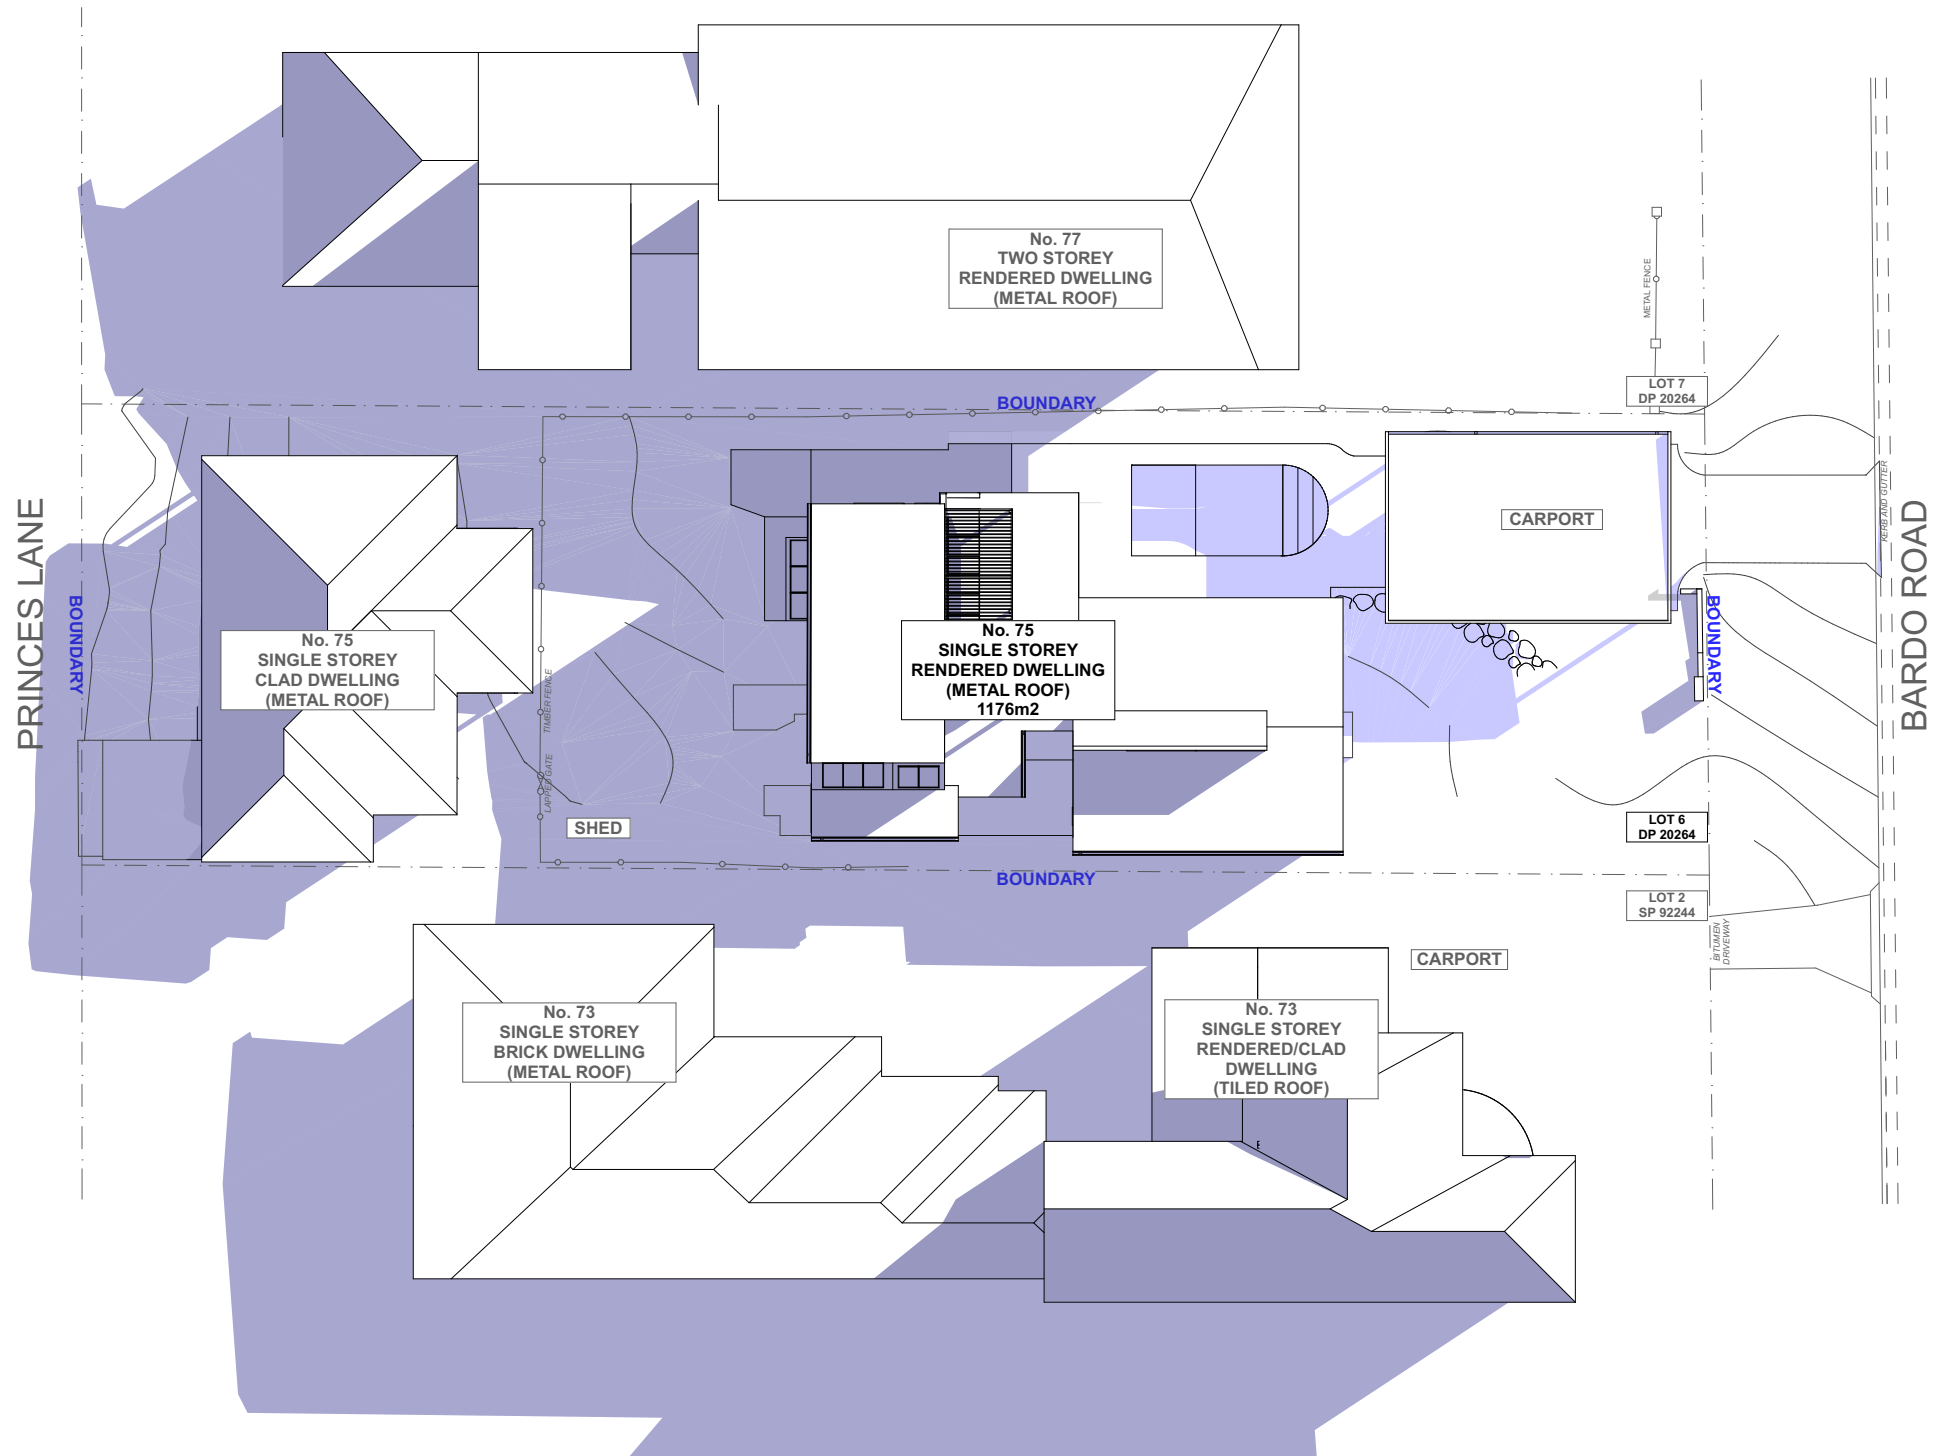 No. 77
TWO STOREY
RENDERED DWELLING
(METAL ROOF)
METAL FENCE
LOT 7
DP 20264
BOUNDARY
KERB AND GUTTER
CARPORT
PRINCES LANE
BOUNDARY
No. 75
SINGLE STOREY
CLAD DWELLING
(METAL ROOF)
TIMBER FENCE
LAPPED GATE
No. 75
SINGLE STOREY
RENDERED DWELLING
(METAL ROOF)
1176m2
BOUNDARY
BARDO ROAD
SHED
LOT 6
DP 20264
BOUNDARY
LOT 2
SP 92244
BITUMEN
DRIVEWAY
CARPORT
No. 73
SINGLE STOREY
BRICK DWELLING
(METAL ROOF)
No. 73
SINGLE STOREY
RENDERED/CLAD
DWELLING
(TILED ROOF)